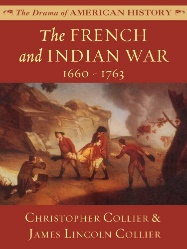 The Drama of AMERICAN HISTORY
The FRENCH
and INDIAN WAR
1660 - 1763
CHRISTOPHER COLLIER &
JAMES LINCOLN COLLIER